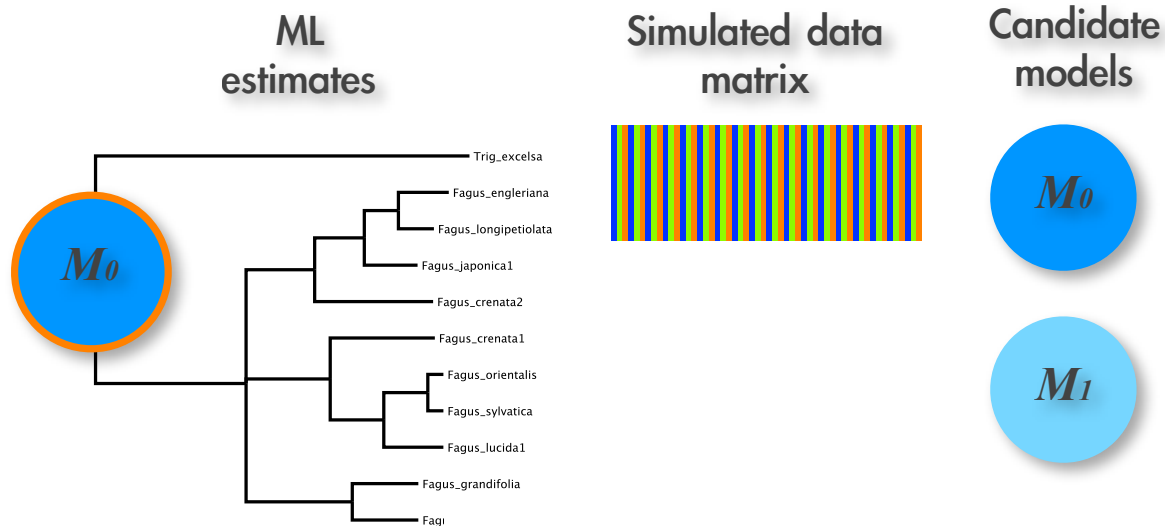 ML
estimates
Simulated data
matrix
Candidate
models
M0
Trig_excelsa
Fagus_engleriana
Fagus_longipetiolata
Fagus_japonica1
Fagus_crenata2
Fagus_crenata1
Fagus_orientalis
Fagus_sylvatica
Fagus_lucida1
Fagus_grandifolia
M0
M1